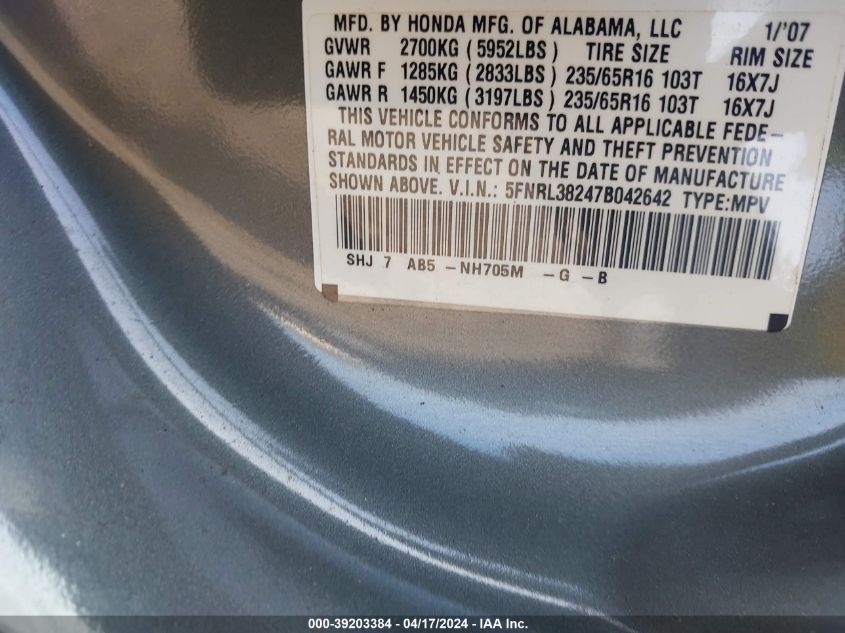 MFD. BY HONDA MFG. OF ALABAMA, LLC 1/'07
GVWR 2700KG (5952LBS) TIRE SIZE RIM SIZE
GAWR F 1285KG (2833LBS) 235/65R16 103T 16X7J
GAWR R 1450KG (3197LBS) 235/65R16 103T 16X7J
THIS VEHICLE CONFORMS TO ALL APPLICABLE FEDE-
RAL MOTOR VEHICLE SAFETY AND THEFT PREVENTION
STANDARDS IN EFFECT ON THE DATE OF MANUFACTURE
SHOWN ABOVE. V.I.N.: 5FNRL38247B042642 TYPE:MPV
SHJ 7 AB5 -NH705M -G -B
000-39203384 - 04/17/2024 - IAA Inc.